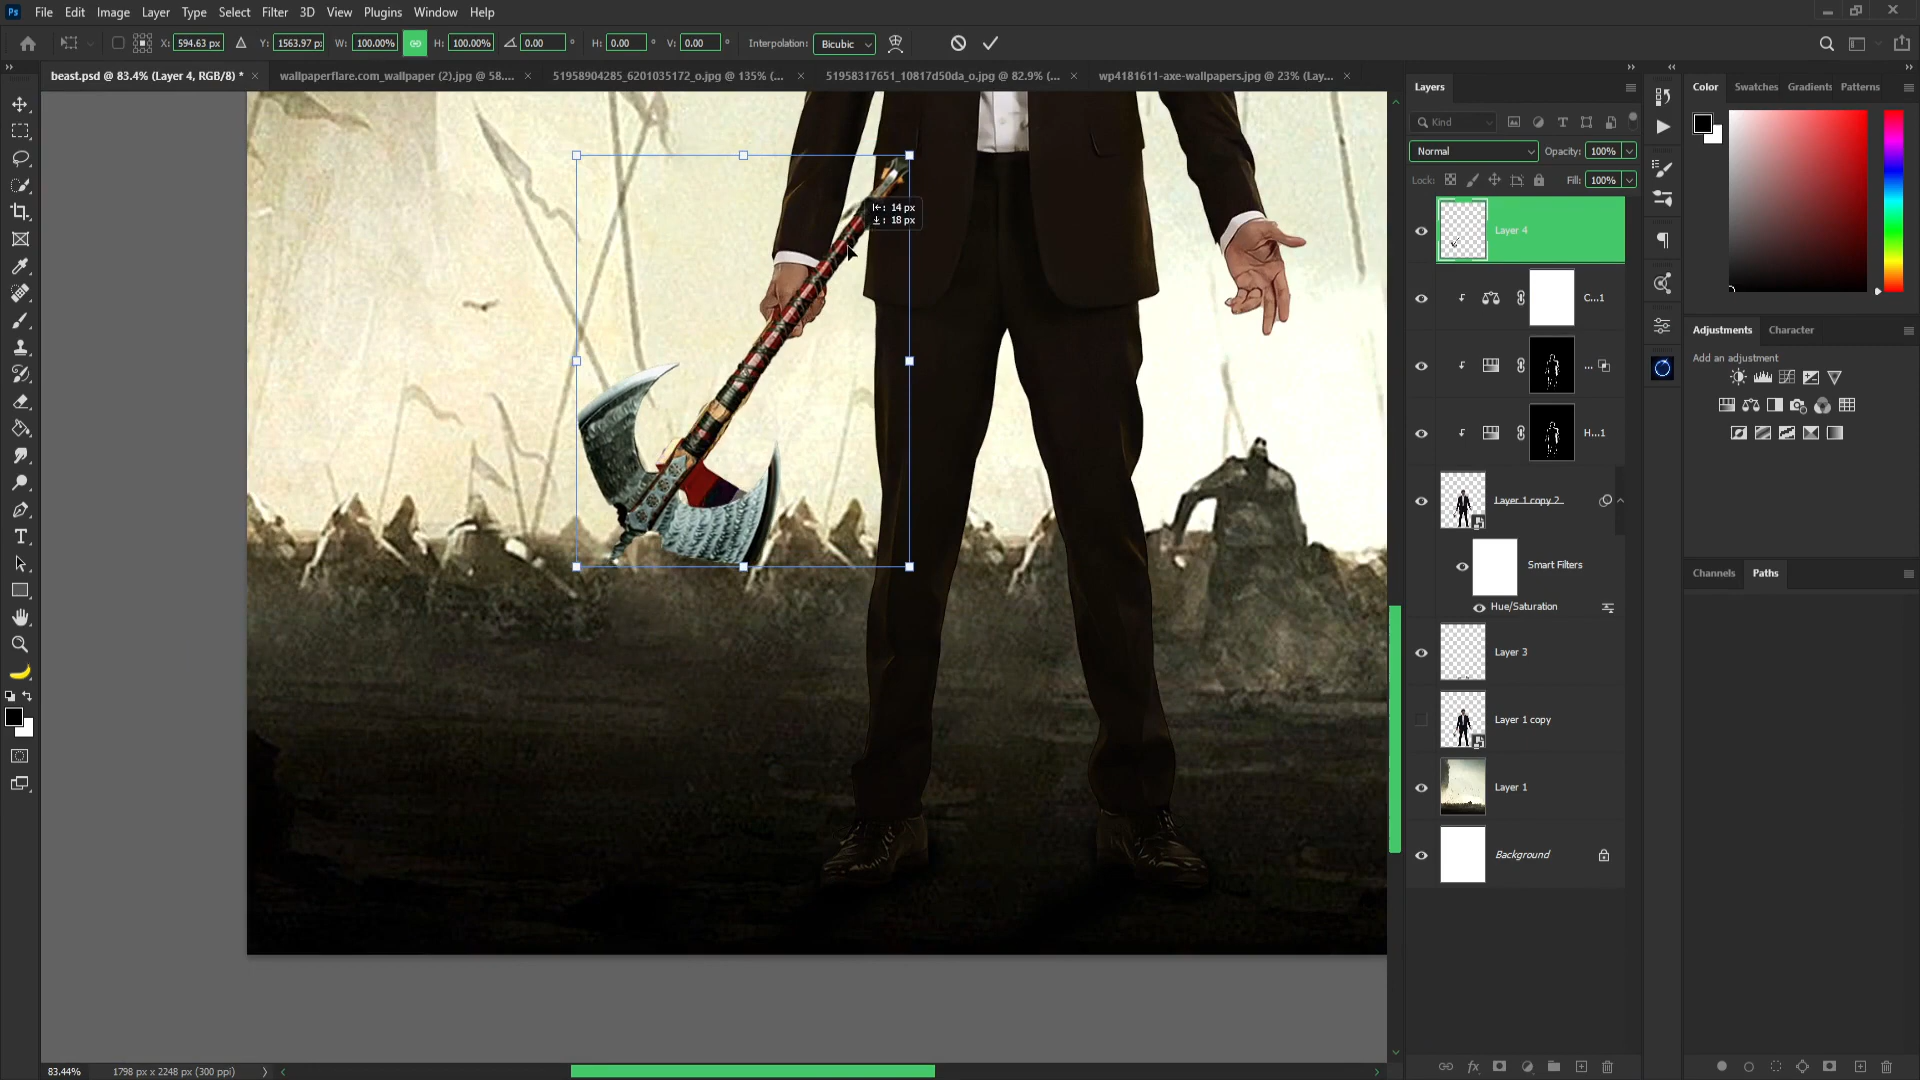 Ps File Edit Image Layer Type Select Filter 3D View Plugins Window Help
X: 594.63 px Y: 1563.97 px W: 100.00% H: 100.00% 0.00 ° H: 0.00 ° V: 0.00 ° Interpolation: Bicubic
beast.psd @ 83.4% (Layer 4, RGB/8) * × wallpaperflare.com_wallpaper (2).jpg @ 58.... × 51958904285_6201035172_o.jpg @ 135% (... × 51958317651_10817d50da_o.jpg @ 82.9% (... × wp4181611-axe-wallpapers.jpg @ 23% (Lay... ×
14 px
18 px
Layers
Kind
Normal Opacity: 100%
Lock: Fill: 100%
Layer 4
C...1
...
H...1
Layer 1 copy 2
Smart Filters
Hue/Saturation
Layer 3
Layer 1 copy
Layer 1
Background
Color Swatches Gradients Patterns
Adjustments Character
Add an adjustment
Channels Paths
83.44% 1798 px x 2248 px (300 ppi)